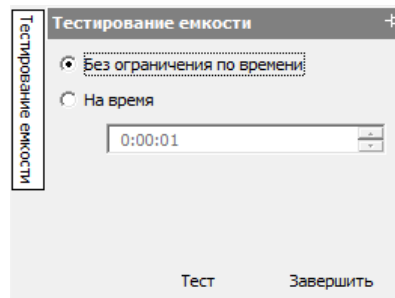 Тестирование емкости
Тестирование емкости
Без ограничения по времени
На время
0:00:01
Тест Завершить